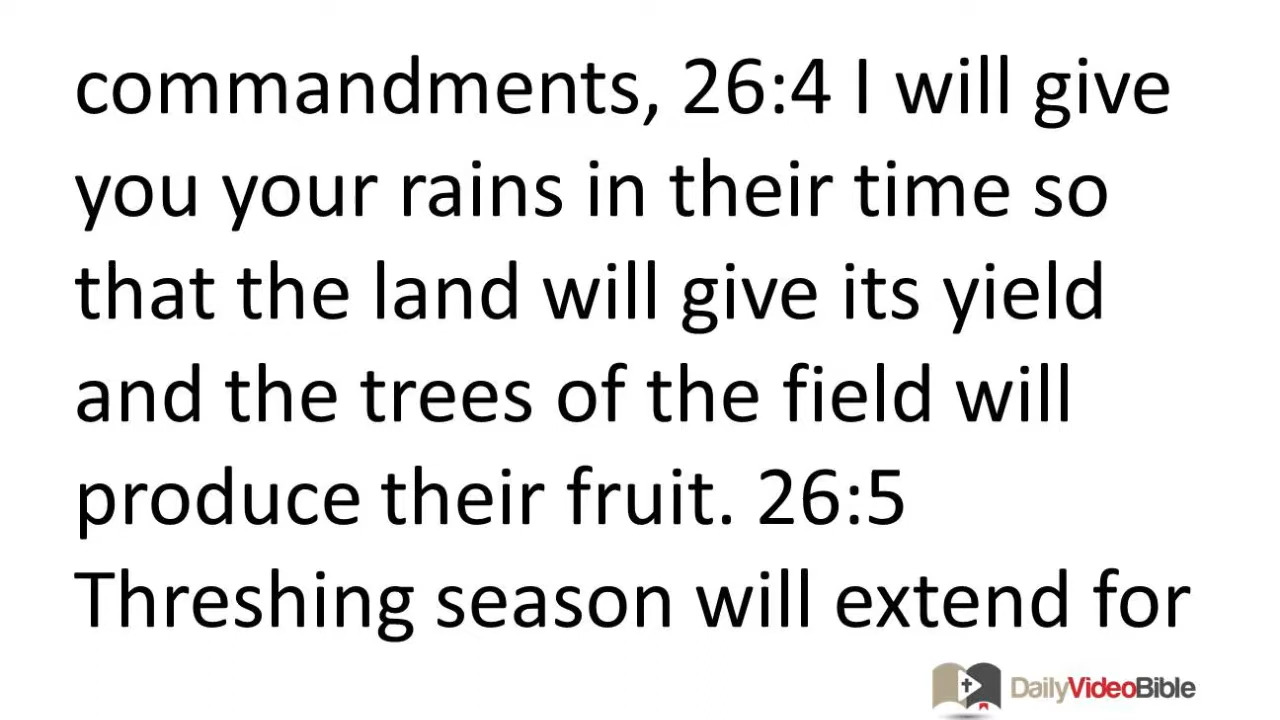 commandments, 26:4 I will give
you your rains in their time so
that the land will give its yield
and the trees of the field will
produce their fruit. 26:5
Threshing season will extend for
DailyVideoBible